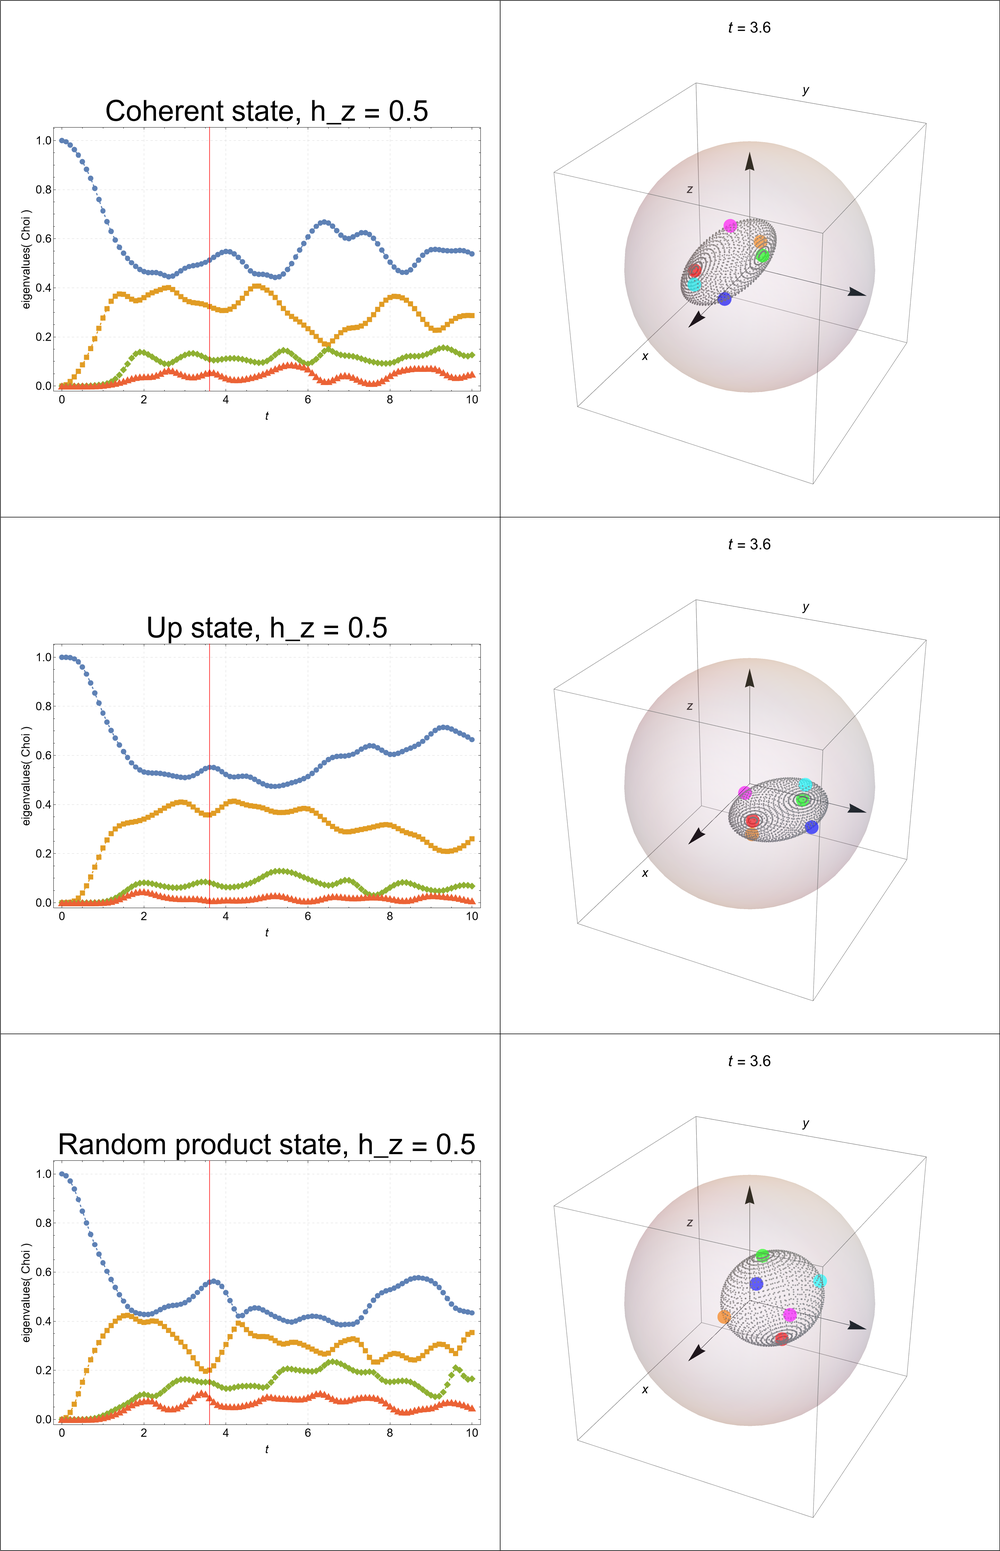 t = 3.6
Coherent state, h_z = 0.5
eigenvalues( Choi )
1.0
0.8
0.6
0.4
0.2
0.0
0 2 4 6 8 10
t
y
z
x
t = 3.6
Up state, h_z = 0.5
eigenvalues( Choi )
1.0
0.8
0.6
0.4
0.2
0.0
0 2 4 6 8 10
t
y
z
x
t = 3.6
Random product state, h_z = 0.5
eigenvalues( Choi )
1.0
0.8
0.6
0.4
0.2
0.0
0 2 4 6 8 10
t
y
z
x